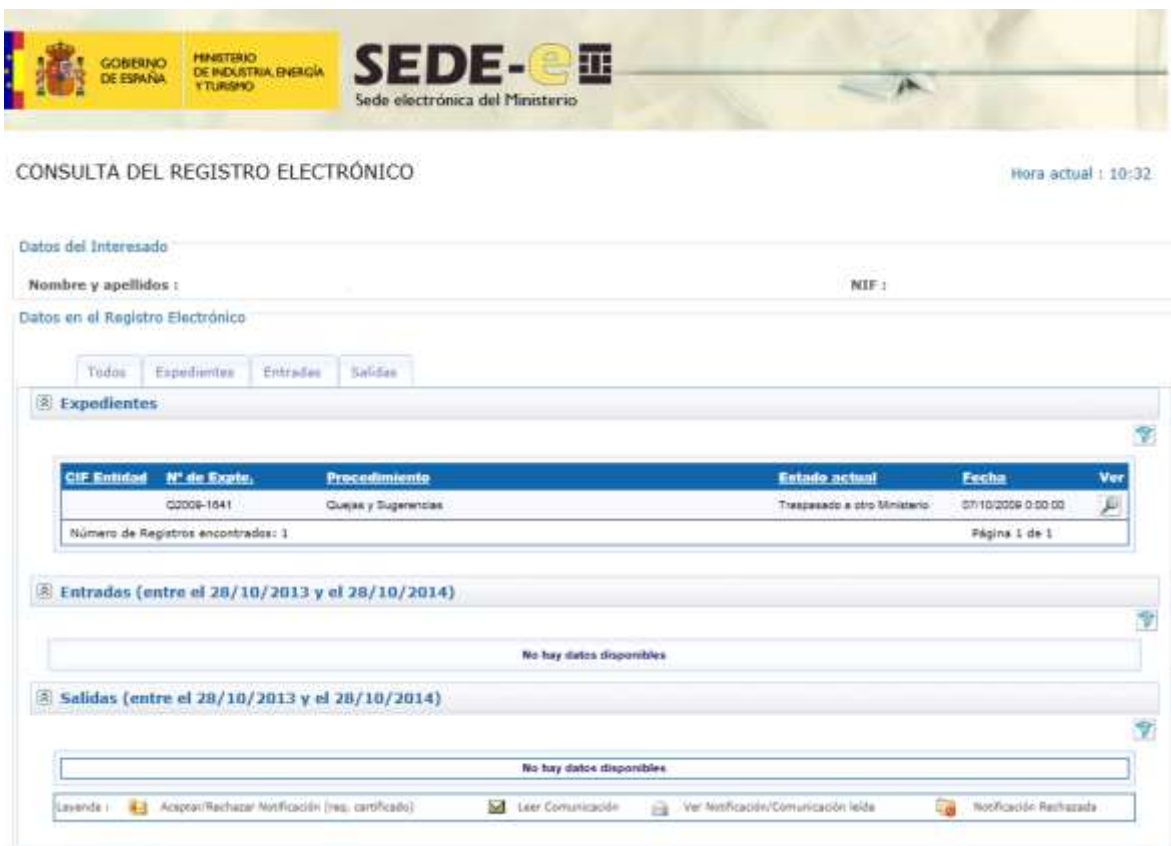 GOBIERNO
DE ESPAÑA
MINISTERIO
DE INDUSTRIA, ENERGÍA
Y TURISMO
SEDE-e
Sede electrónica del Ministerio
CONSULTA DEL REGISTRO ELECTRÓNICO
Hora actual : 10:32
Datos del Interesado
Nombre y apellidos : NIF :
Datos en el Registro Electrónico
Todos Expedientes Entradas Salidas
Expedientes
CIF Entidad Nº de Expte. Procedimiento Estado actual Fecha Ver
Q2009-1641 Quejas y Sugerencias Traspasado a otro Ministerio 07/10/2009 0:00:00
Número de Registros encontrados: 1 Página 1 de 1
Entradas (entre el 28/10/2013 y el 28/10/2014)
No hay datos disponibles
Salidas (entre el 28/10/2013 y el 28/10/2014)
No hay datos disponibles
Leyenda : Aceptar/Rechazar Notificación (req. certificado) Leer Comunicación Ver Notificación/Comunicación leída Notificación Rechazada